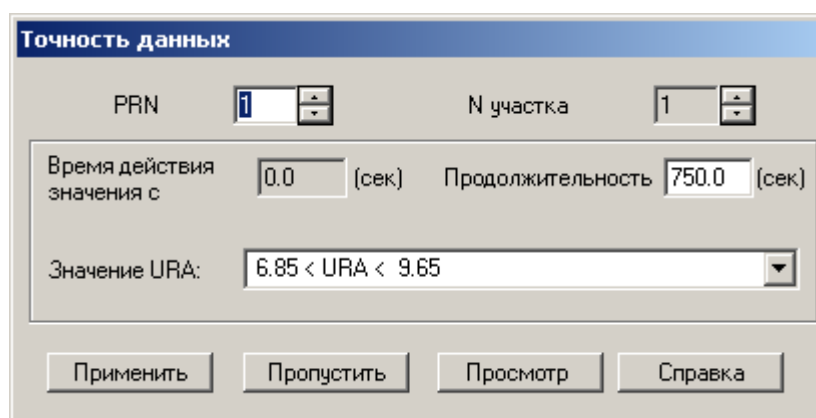 Точность данных
PRN 1 N участка 1
Время действия
значения с 0.0 (сек) Продолжительность 750.0 (сек)
Значение URA: 6.85 < URA < 9.65
Применить Пропустить Просмотр Справка